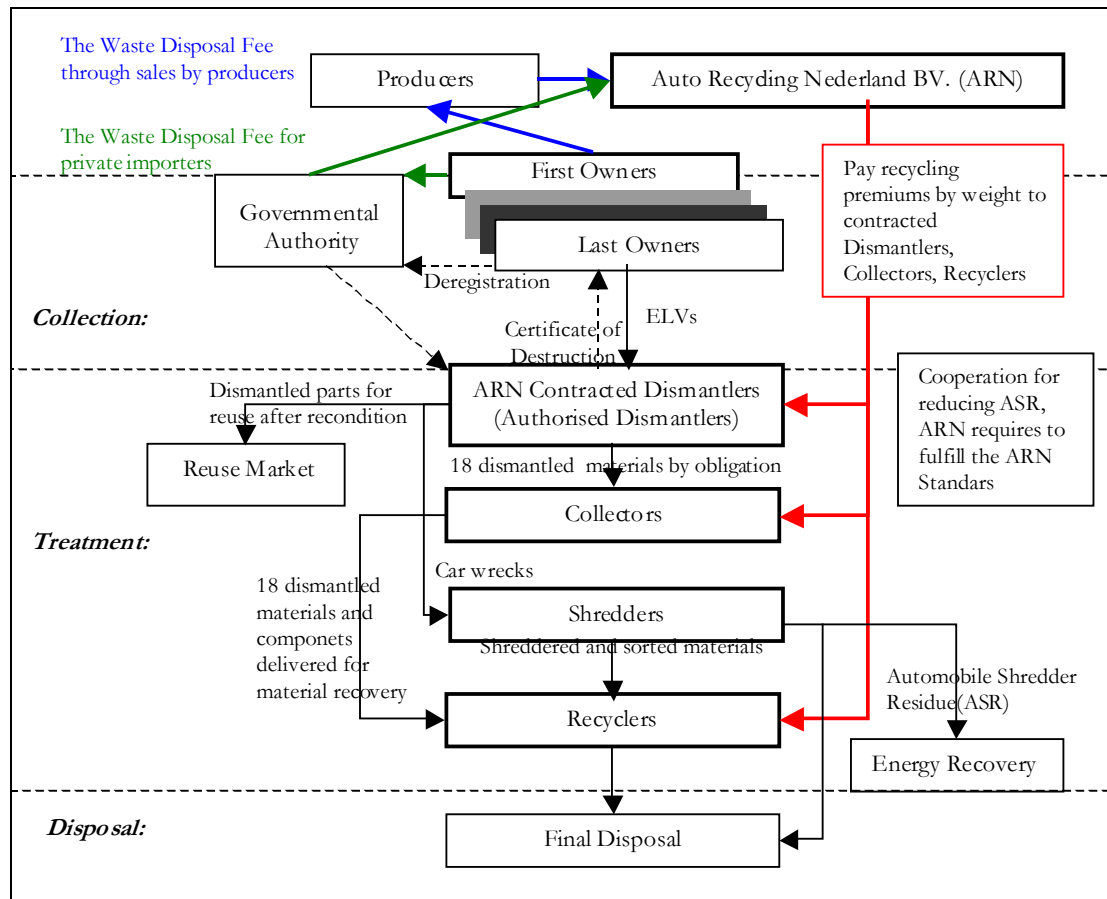 The Waste Disposal Fee
through sales by producers
Producers
Auto Recyding Nederland BV. (ARN)
The Waste Disposal Fee for
private importers
First Owners
Pay recycling
premiums by weight to
contracted
Dismantlers,
Collectors, Recyclers
Governmental
Authority
Last Owners
Deregistration
Collection:
ELVs
Certificate of
Destruction
Dismantled parts for
reuse after recondition
ARN Contracted Dismantlers
(Authorised Dismantlers)
Cooperation for
reducing ASR,
ARN requires to
fulfill the ARN
Standars
Reuse Market
18 dismantled materials by obligation
Collectors
Treatment:
Car wrecks
18 dismantled
materials and
componets
delivered for
material recovery
Shredders
Shreddered and sorted materials
Automobile Shredder
Residue(ASR)
Recyclers
Energy Recovery
Disposal:
Final Disposal